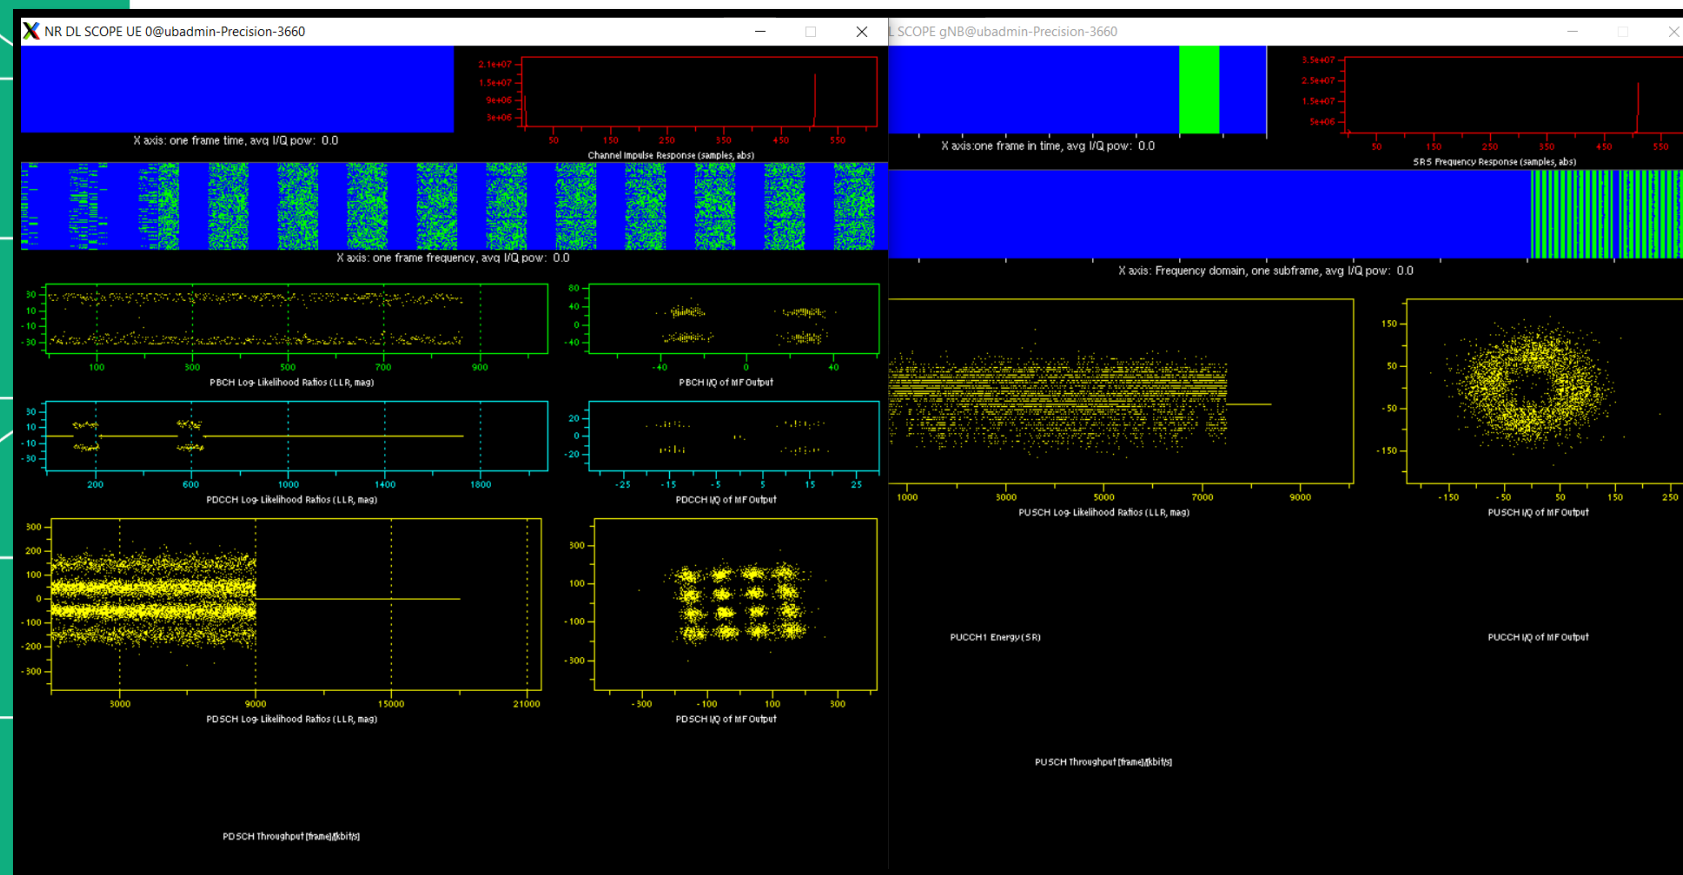 NR DL SCOPE UE 0@ubadmin-Precision-3660
L SCOPE gNB@ubadmin-Precision-3660
2.1e+07
1.5e+07
9e+06
3e+06
50 150 250 350 450 550
X axis: one frame time, avg I/Q pow: 0.0
Channel Impulse Response (samples, abs)
3.5e+07
2.5e+07
1.5e+07
5e+06
50 150 250 350 450 550
X axis:one frame in time, avg I/Q pow: 0.0
SRS Frequency Response (samples, abs)
X axis: one frame frequency, avg I/Q pow: 0.0
X axis: Frequency domain, one subframe, avg I/Q pow: 0.0
30
10
-10
-30
100 300 500 700 900
PBCH Log-Likelihood Ratios (LLR, mag)
80
40
0
-40
-40 0 40
PBCH I/Q of MF Output
30
10
-10
-30
200 600 1000 1400 1800
PDCCH Log-Likelihood Ratios (LLR, mag)
20
0
-20
-25 -15 -5 5 15 25
PDCCH I/Q of MF Output
1000 3000 5000 7000 9000
PUSCH Log-Likelihood Ratios (LLR, mag)
150
50
-50
-150
-150 -50 50 150 250
PUSCH I/Q of MF Output
300
200
100
0
-100
-200
-300
3000 9000 15000 21000
PDSCH Log-Likelihood Ratios (LLR, mag)
300
100
-100
-300
-300 -100 100 300
PDSCH I/Q of MF Output
PUCCH1 Energy (SR)
PUCCH I/Q of MF Output
PUSCH Throughput [frame]/[kbit/s]
PDSCH Throughput [frame]/[kbit/s]